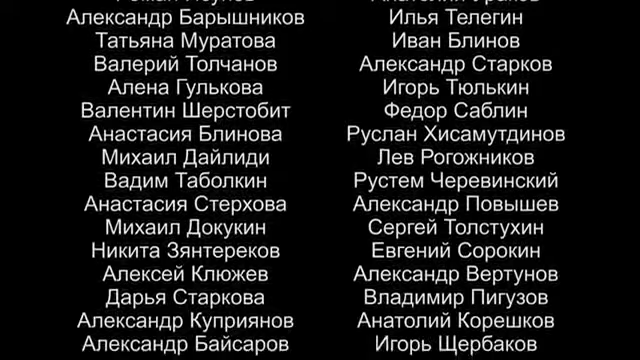 Александр Барышников Илья Телегин
Татьяна Муратова Иван Блинов
Валерий Толчанов Александр Старков
Алена Гулькова Игорь Тюлькин
Валентин Шерстобит Федор Саблин
Анастасия Блинова Руслан Хисамутдинов
Михаил Дайлиди Лев Рогожников
Вадим Таболкин Рустем Черевинский
Анастасия Стерхова Александр Повышев
Михаил Докукин Сергей Толстухин
Никита Зянтереков Евгений Сорокин
Алексей Клюжев Александр Вертунов
Дарья Старкова Владимир Пигузов
Александр Куприянов Анатолий Корешков
Александр Байсаров Игорь Щербаков